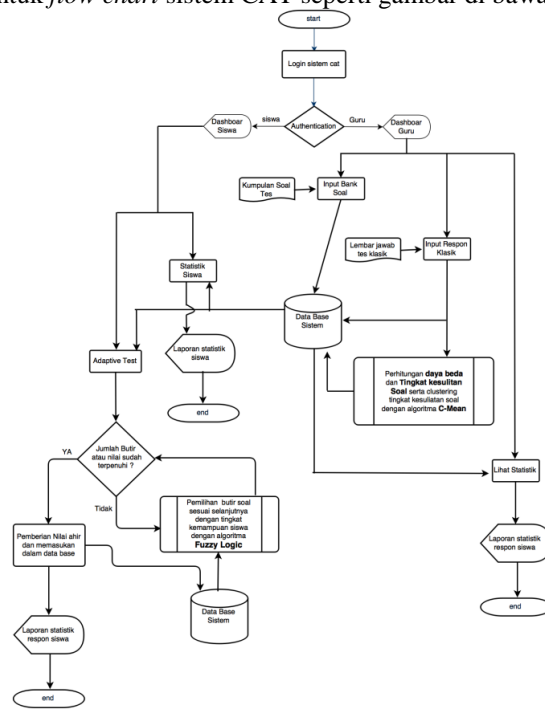 untuk flow chart sistem CAT seperti gambar di bawah
start
Login sistem cat
Authentication
siswa
Guru
Dashboar
Siswa
Dashboar
Guru
Kumpulan Soal
Tes
Input Bank
Soal
Lembar jawab
tes klasik
Input Respon
Klasik
Statistik
Siswa
Data Base
Sistem
Laporan statistik
siswa
end
Adaptive Test
Perhitungan daya beda
dan Tingkat kesulitan
Soal serta clustering
tingkat kesuliatan soal
dengan algoritma C-Mean
Jumlah Butir
atau nilai sudah
terpenuhi ?
YA
Tidak
Lihat Statistik
Pemilihan butir soal
sesuai selanjutnya
dengan tingkat
kemampuan siswa
dengan algoritma
Fuzzy Logic
Pemberian Nilai ahir
dan memasukan
dalam data base
Laporan statistik
respon siswa
end
Data Base
Sistem
Laporan statistik
respon siswa
end